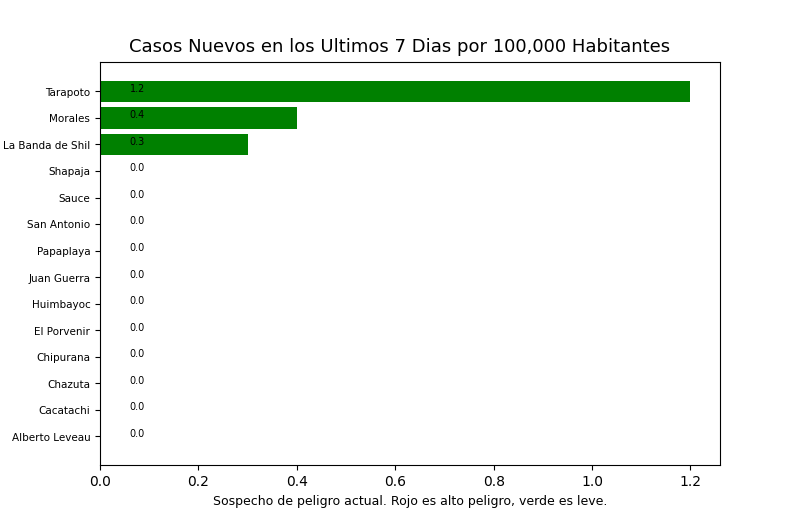 Casos Nuevos en los Ultimos 7 Dias por 100,000 Habitantes
Tarapoto 1.2
Morales 0.4
La Banda de Shil 0.3
Shapaja 0.0
Sauce 0.0
San Antonio 0.0
Papaplaya 0.0
Juan Guerra 0.0
Huimbayoc 0.0
El Porvenir 0.0
Chipurana 0.0
Chazuta 0.0
Cacatachi 0.0
Alberto Leveau 0.0
0.0 0.2 0.4 0.6 0.8 1.0 1.2
Sospecho de peligro actual. Rojo es alto peligro, verde es leve.